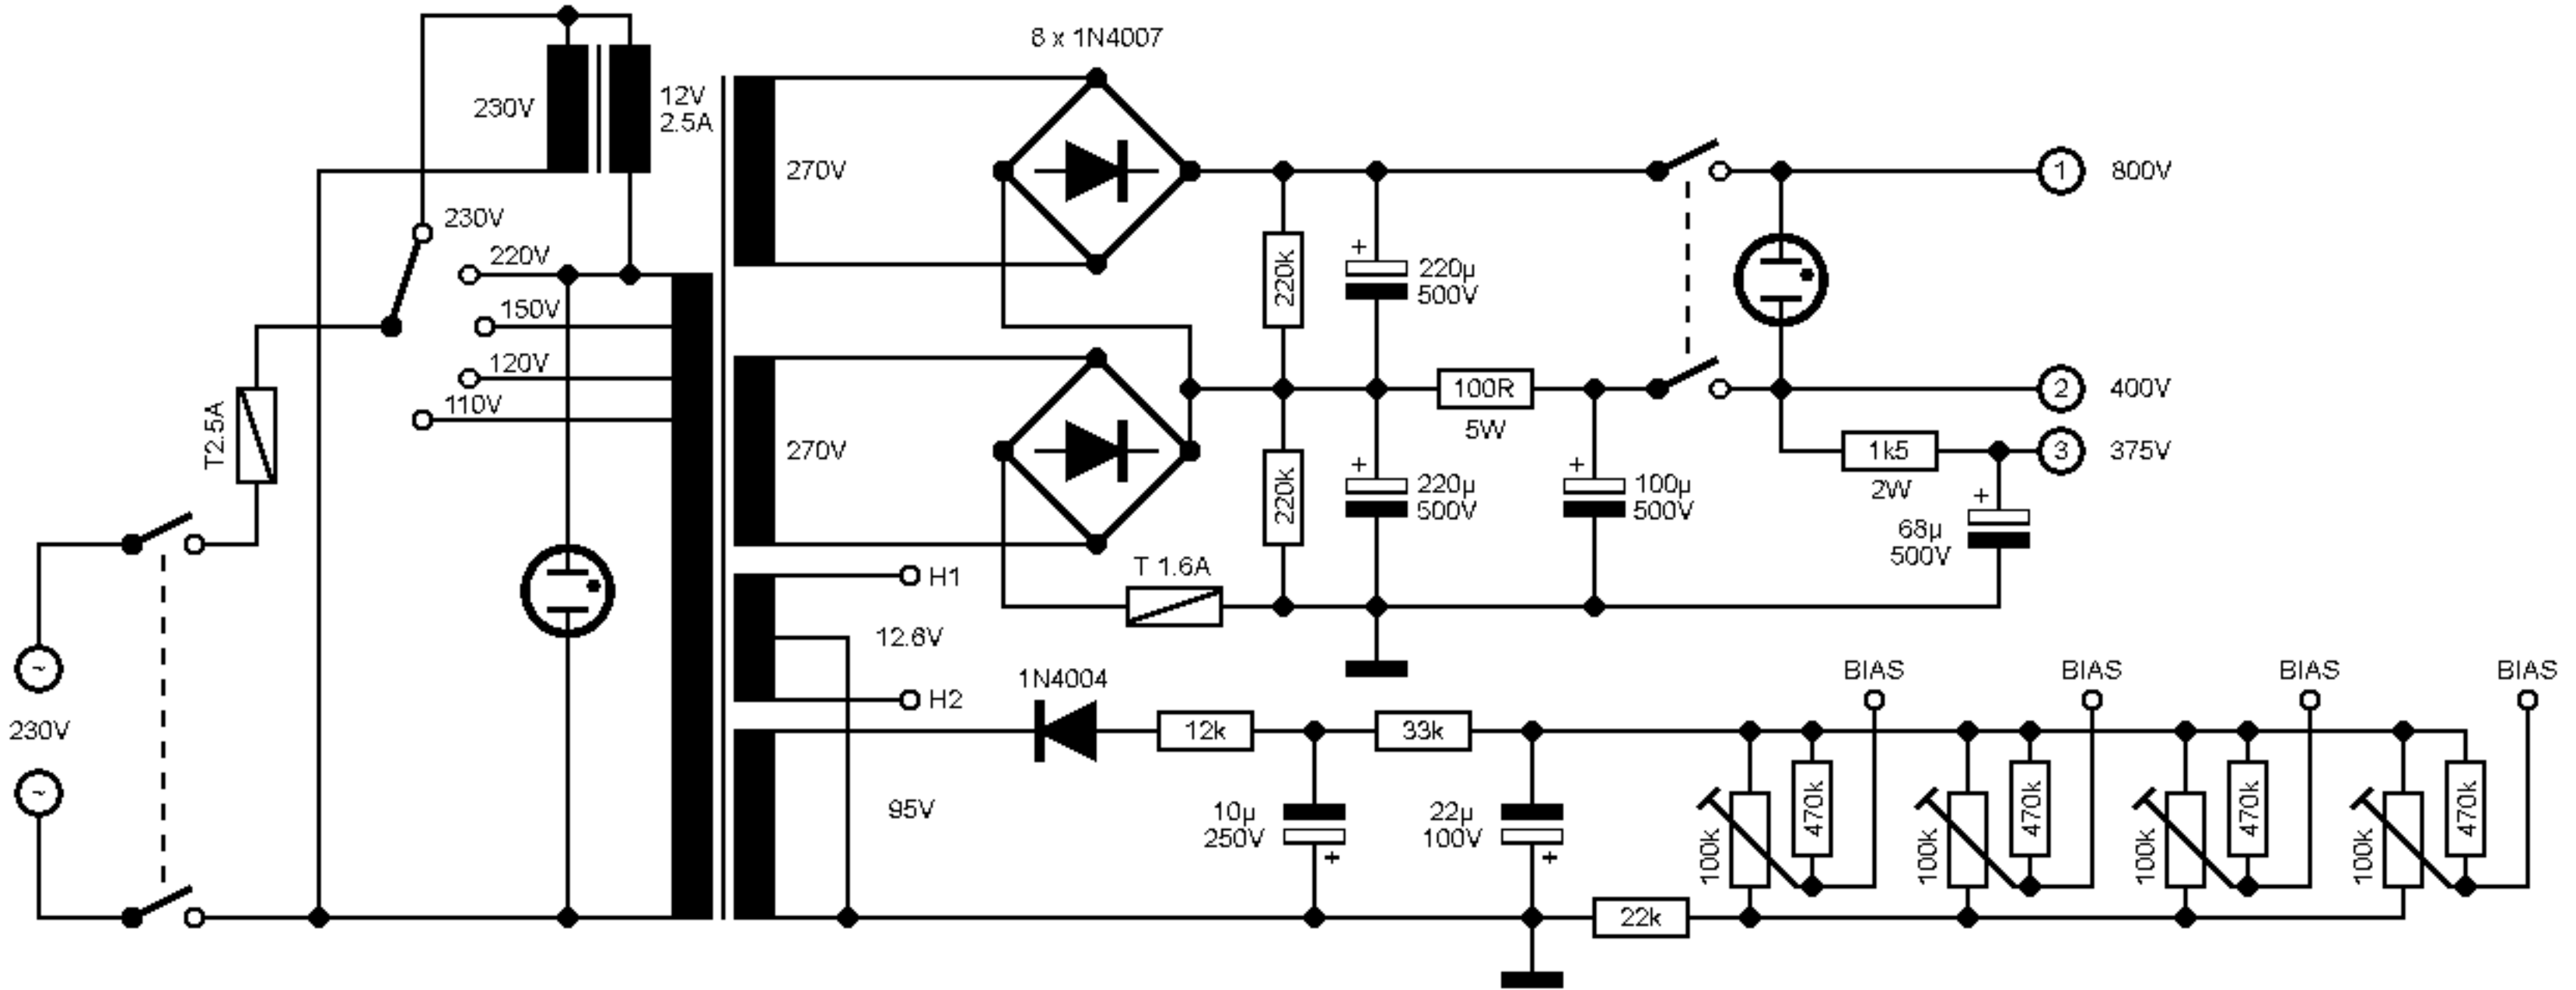 8 x 1N4007
230V
12V
2.5A
270V
1
800V
230V
220V
150V
120V
110V
T2.5A
220k
+
220µ
500V
270V
100R
5W
2
400V
1k5
2W
3
375V
220k
+
220µ
500V
+
100µ
500V
+
68µ
500V
T 1.6A
H1
12.6V
H2
~
230V
~
1N4004
12k
33k
BIAS
BIAS
BIAS
BIAS
95V
10µ
250V
+
22µ
100V
+
100k
470k
100k
470k
100k
470k
100k
470k
22k